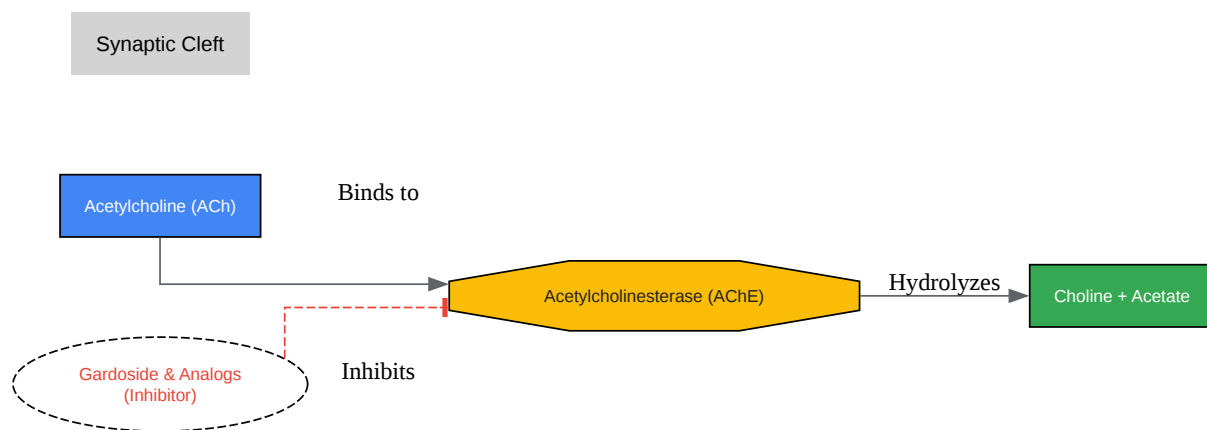 Synaptic Cleft
Acetylcholine (ACh)
Binds to
Acetylcholinesterase (AChE)
Hydrolyzes
Choline + Acetate
Gardoside & Analogs
(Inhibitor)
Inhibits